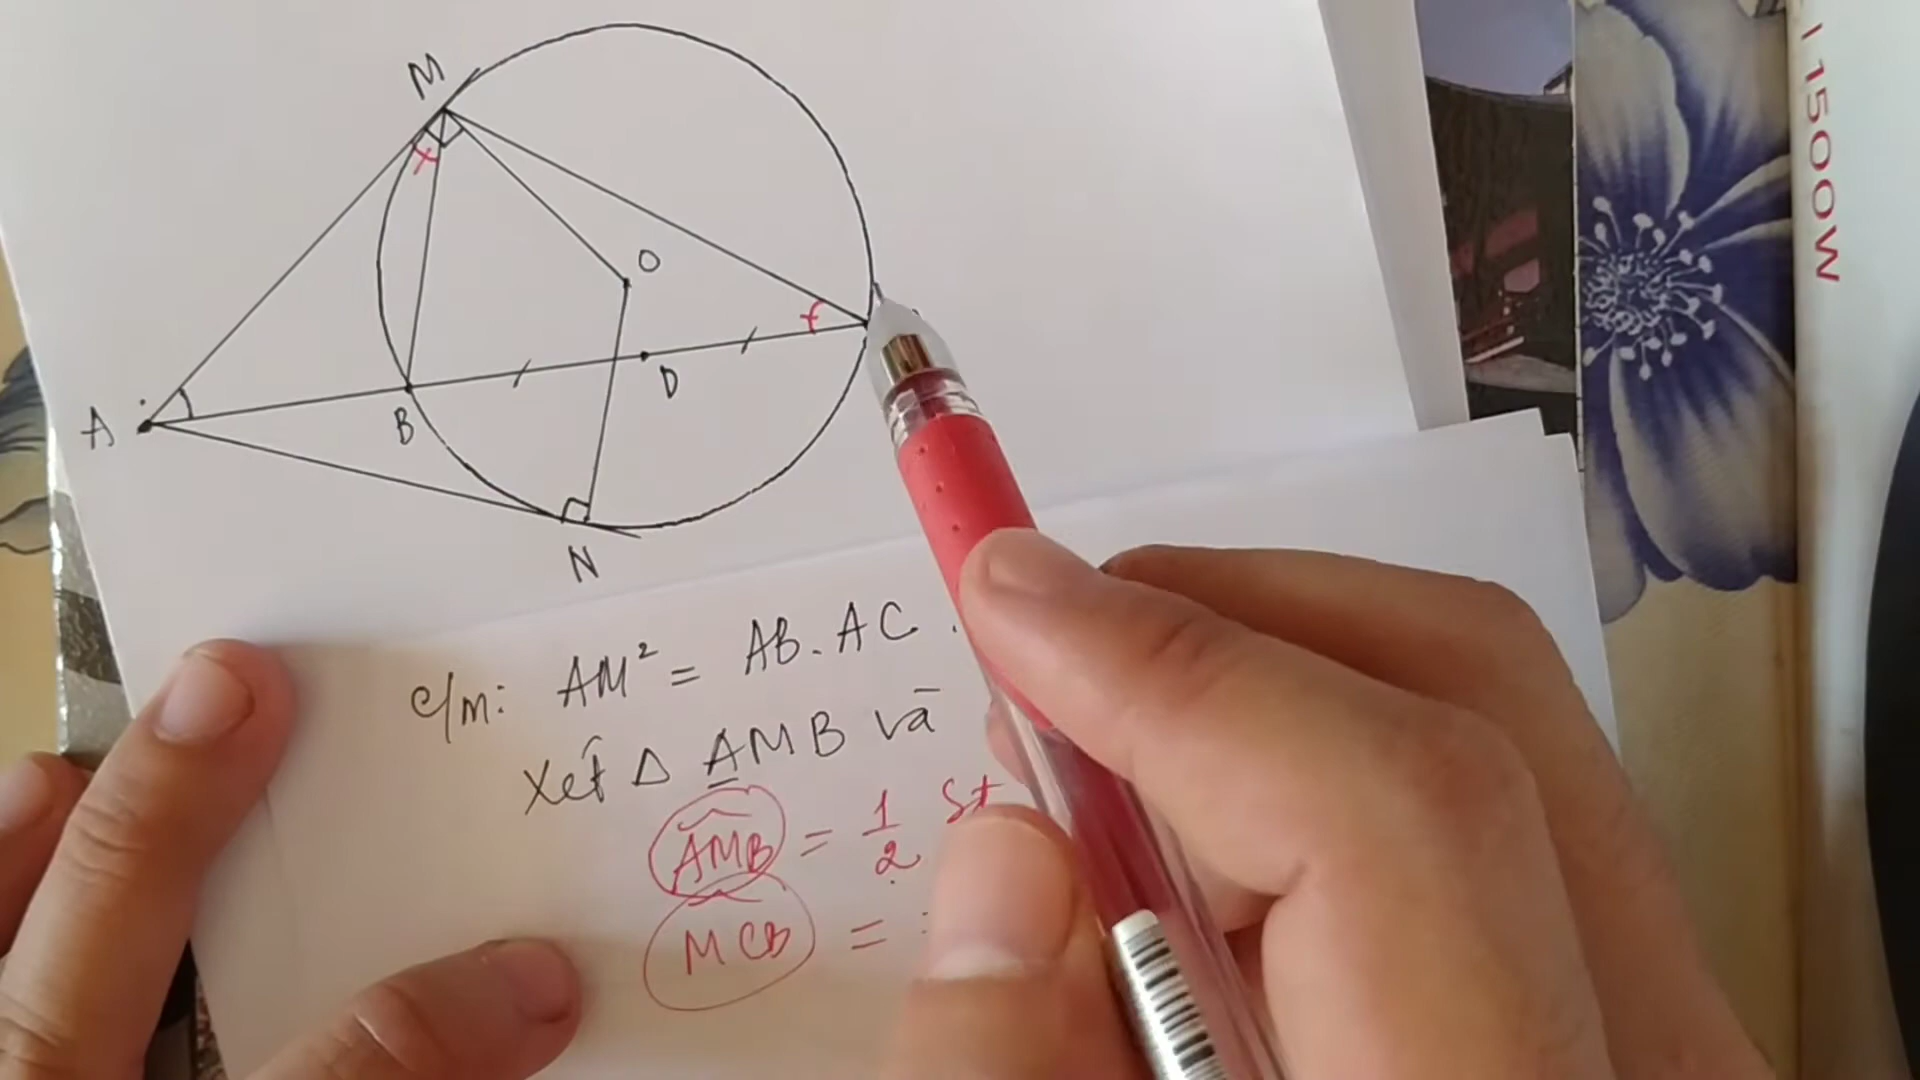 M
O
D
A
B
N
c/m: AM² = AB. AC.
Xét Δ AMB và
AMB = 1/2 sđ
MCB =
1500W